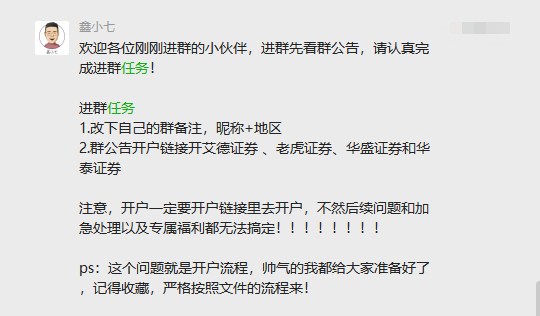 鑫小七
欢迎各位刚刚进群的小伙伴，进群先看群公告，请认真完
成进群任务！
进群任务
1.改下自己的群备注，昵称+地区
2.群公告开户链接开艾德证券 、老虎证券、华盛证券和华
泰证券
注意，开户一定要开户链接里去开户，不然后续问题和加
急处理以及专属福利都无法搞定！！！！！！！！
ps：这个问题就是开户流程，帅气的我都给大家准备好了
，记得收藏，严格按照文件的流程来！